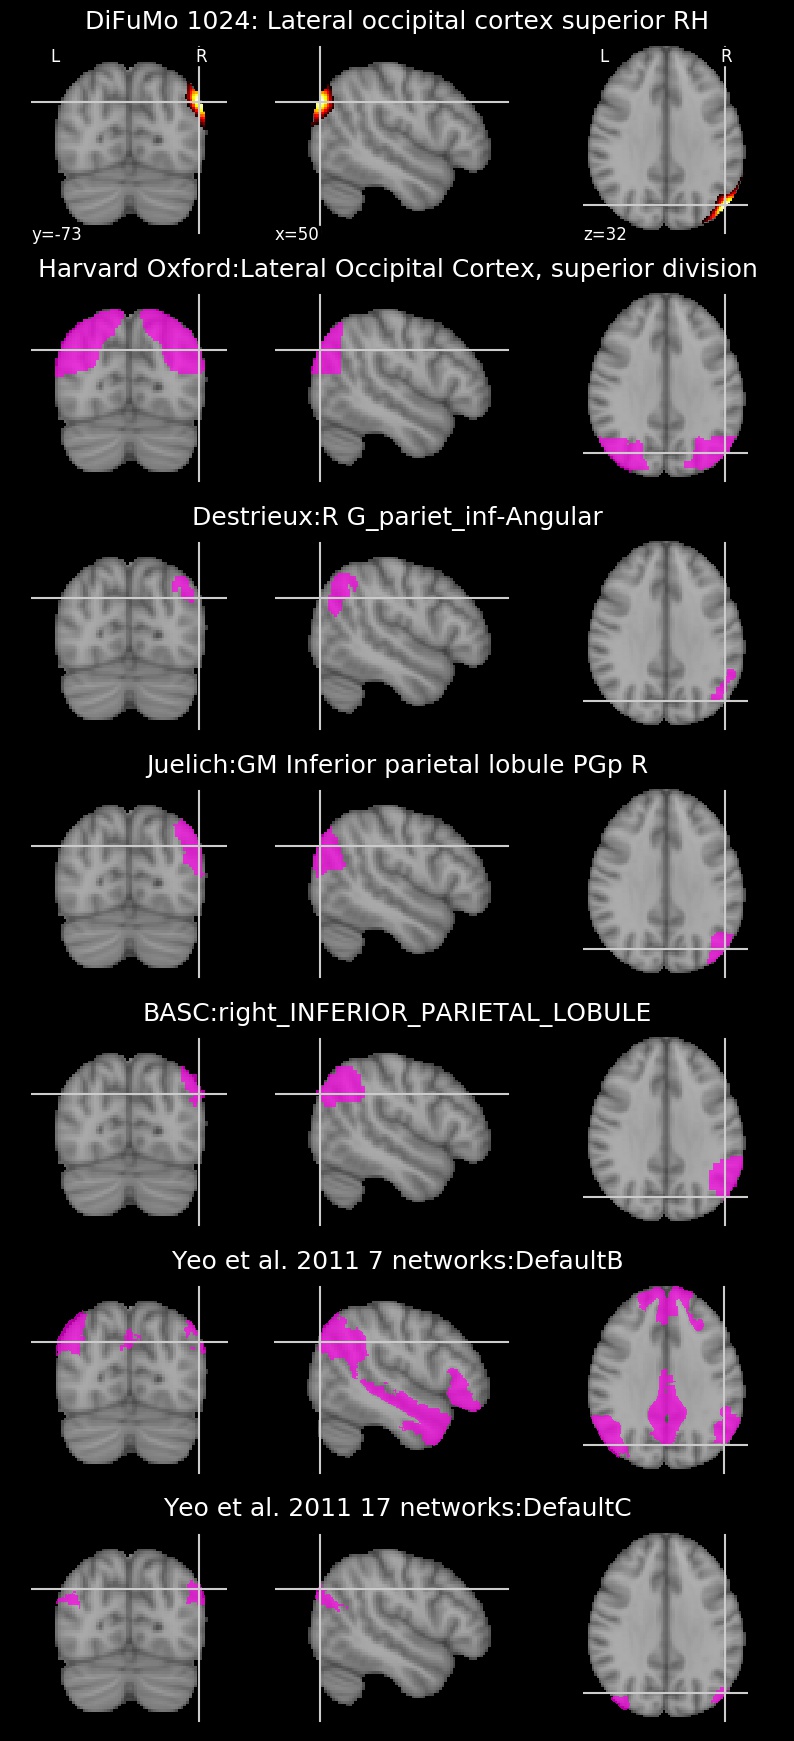 DiFuMo 1024: Lateral occipital cortex superior RH
L R L R
y=-73 x=50 z=32
Harvard Oxford:Lateral Occipital Cortex, superior division
Destrieux:R G_pariet_inf-Angular
Juelich:GM Inferior parietal lobule PGp R
BASC:right_INFERIOR_PARIETAL_LOBULE
Yeo et al. 2011 7 networks:DefaultB
Yeo et al. 2011 17 networks:DefaultC